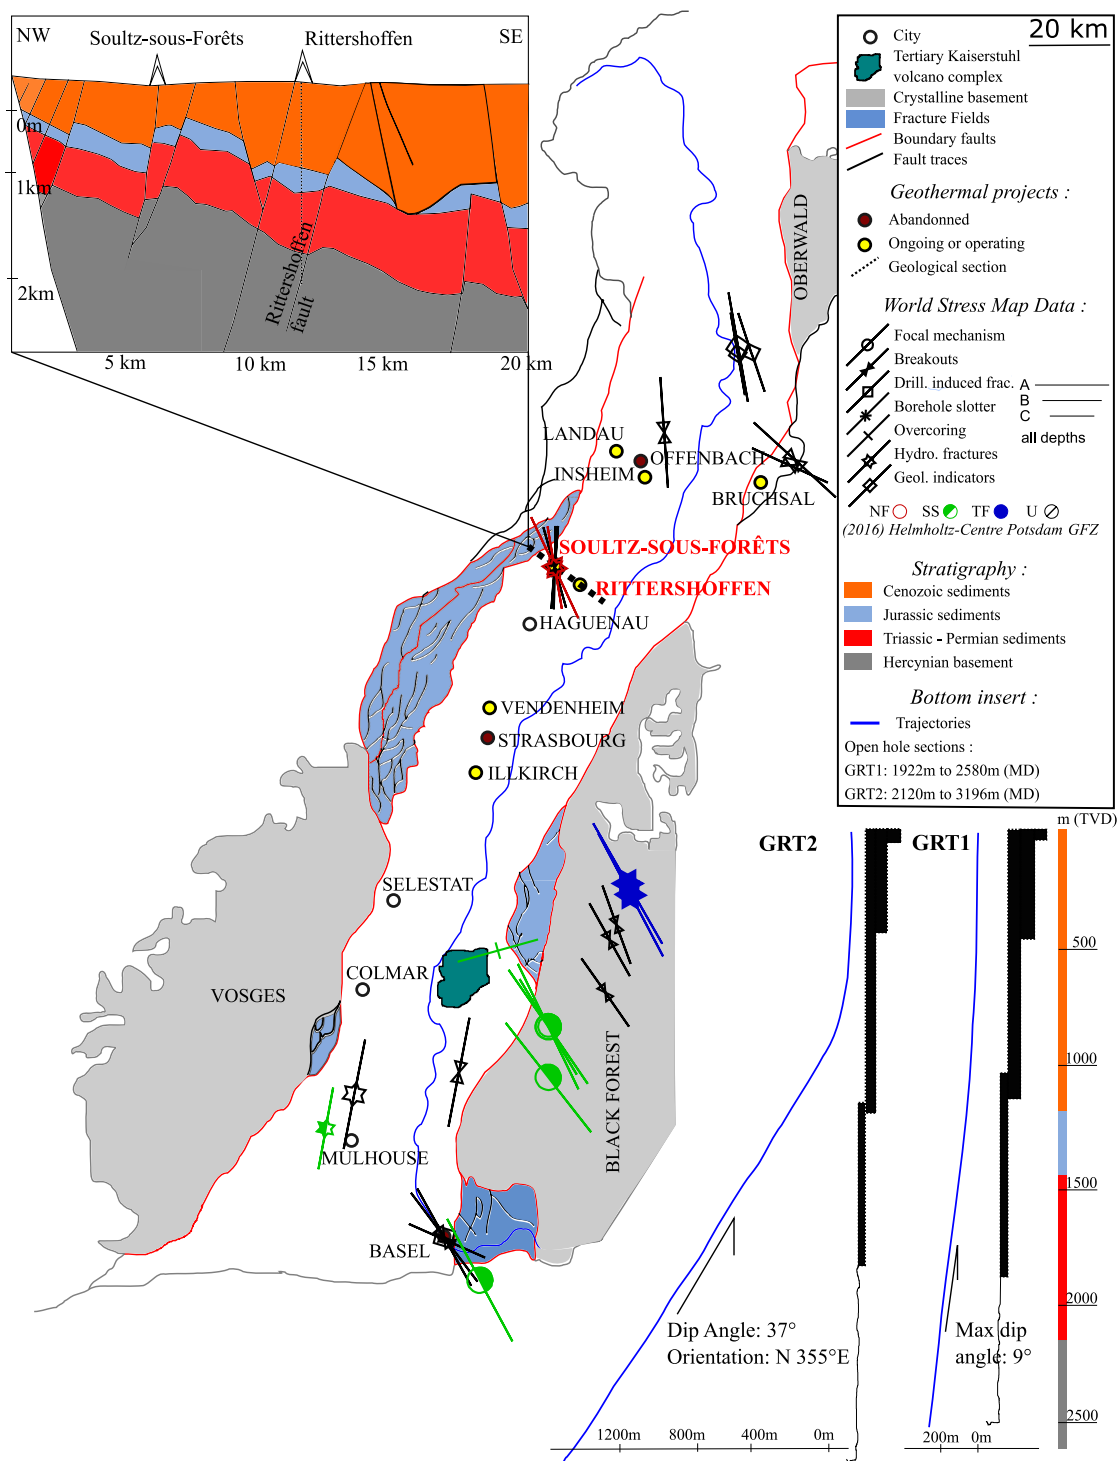 NW
Soultz-sous-Forêts
Rittershoffen
SE
0m
1km
2km
Rittershoffen
fault
5 km
10 km
15 km
20 km
20 km
City
Tertiary Kaiserstuhl
volcano complex
Crystalline basement
Fracture Fields
Boundary faults
Fault traces
Geothermal projects :
Abandonned
Ongoing or operating
Geological section
World Stress Map Data :
Focal mechanism
Breakouts
Drill. induced frac.
Borehole slotter
Overcoring
Hydro. fractures
Geol. indicators
A
B
C
all depths
NF SS TF U
(2016) Helmholtz-Centre Potsdam GFZ
Stratigraphy :
Cenozoic sediments
Jurassic sediments
Triassic - Permian sediments
Hercynian basement
Bottom insert :
Trajectories
Open hole sections :
GRT1: 1922m to 2580m (MD)
GRT2: 2120m to 3196m (MD)
OBERWALD
LANDAU
OFFENBACH
INSHEIM
BRUCHSAL
SOULTZ-SOUS-FORÊTS
RITTERSHOFFEN
HAGUENAU
VENDENHEIM
STRASBOURG
ILLKIRCH
SELESTAT
COLMAR
VOSGES
BLACK FOREST
MULHOUSE
BASEL
m (TVD)
GRT2
GRT1
500
1000
1500
2000
2500
Dip Angle: 37°
Orientation: N 355°E
Max dip
angle: 9°
1200m
800m
400m
0m
200m
0m